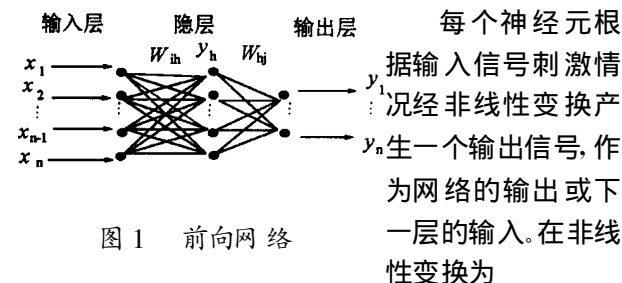 输入层 隐层 输出层
W_ih y_h W_hj
x_1
x_2
⋮
x_n-1
x_n
y_1
⋮
y_n
图 1 前向网络
每个神经元根
据输入信号刺激情
况经非线性变换产
生一个输出信号,作
为网络的输出或下
一层的输入。在非线
性变换为